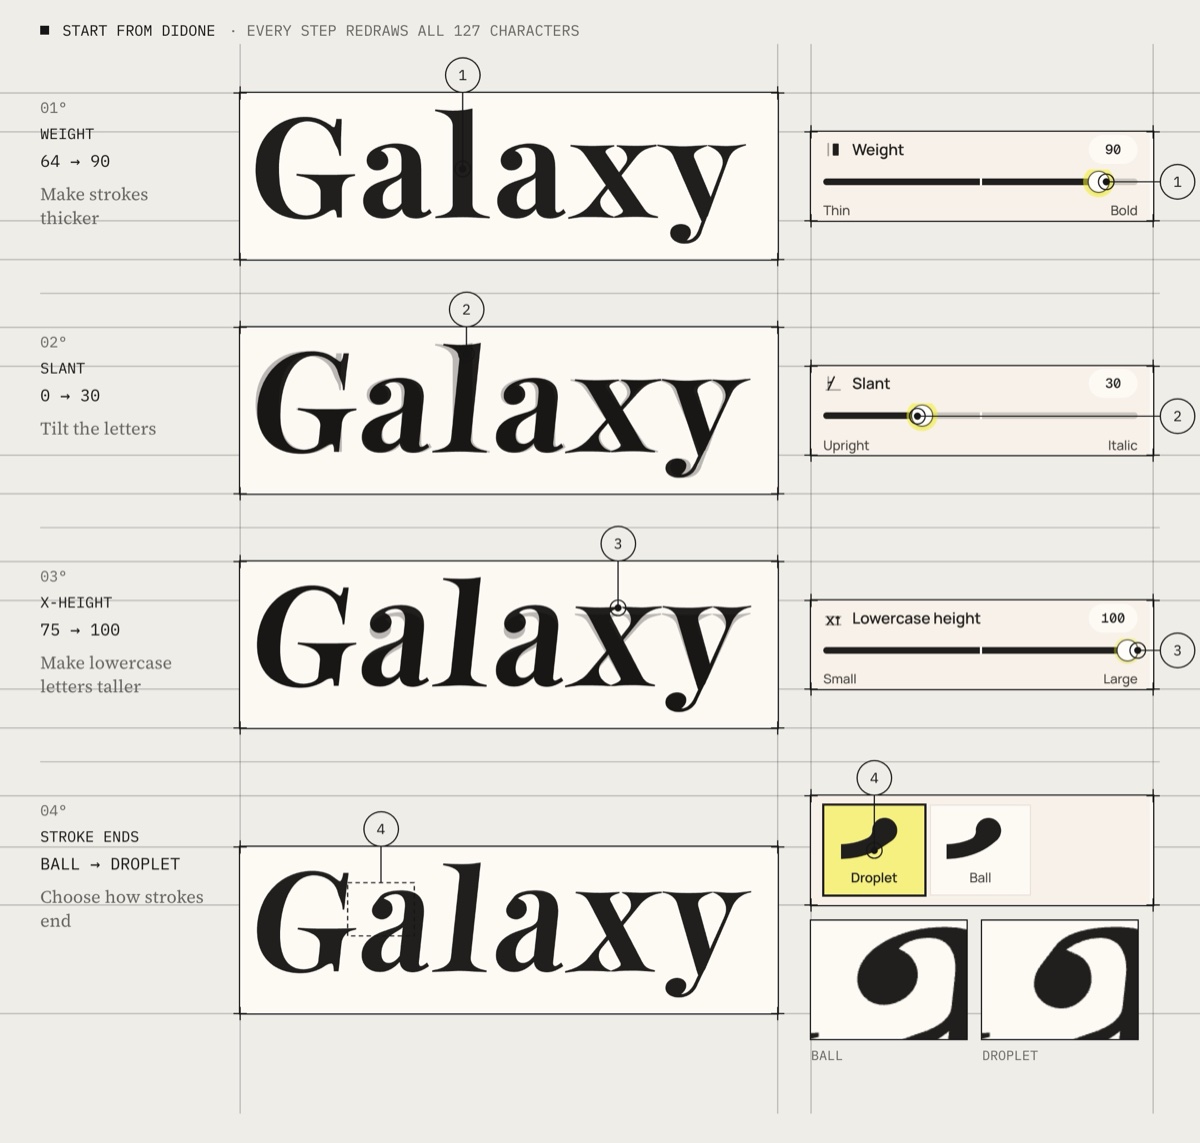 ■ START FROM DIDONE · EVERY STEP REDRAWS ALL 127 CHARACTERS
1
01°
WEIGHT
64 → 90
Make strokes
thicker
Galaxy
Weight 90
Thin Bold
1
2
02°
SLANT
0 → 30
Tilt the letters
Galaxy
Slant 30
Upright Italic
2
3
03°
X-HEIGHT
75 → 100
Make lowercase
letters taller
Galaxy
Lowercase height 100
Small Large
3
4
04°
STROKE ENDS
BALL → DROPLET
Choose how strokes
end
4
Galaxy
Droplet Ball
BALL DROPLET